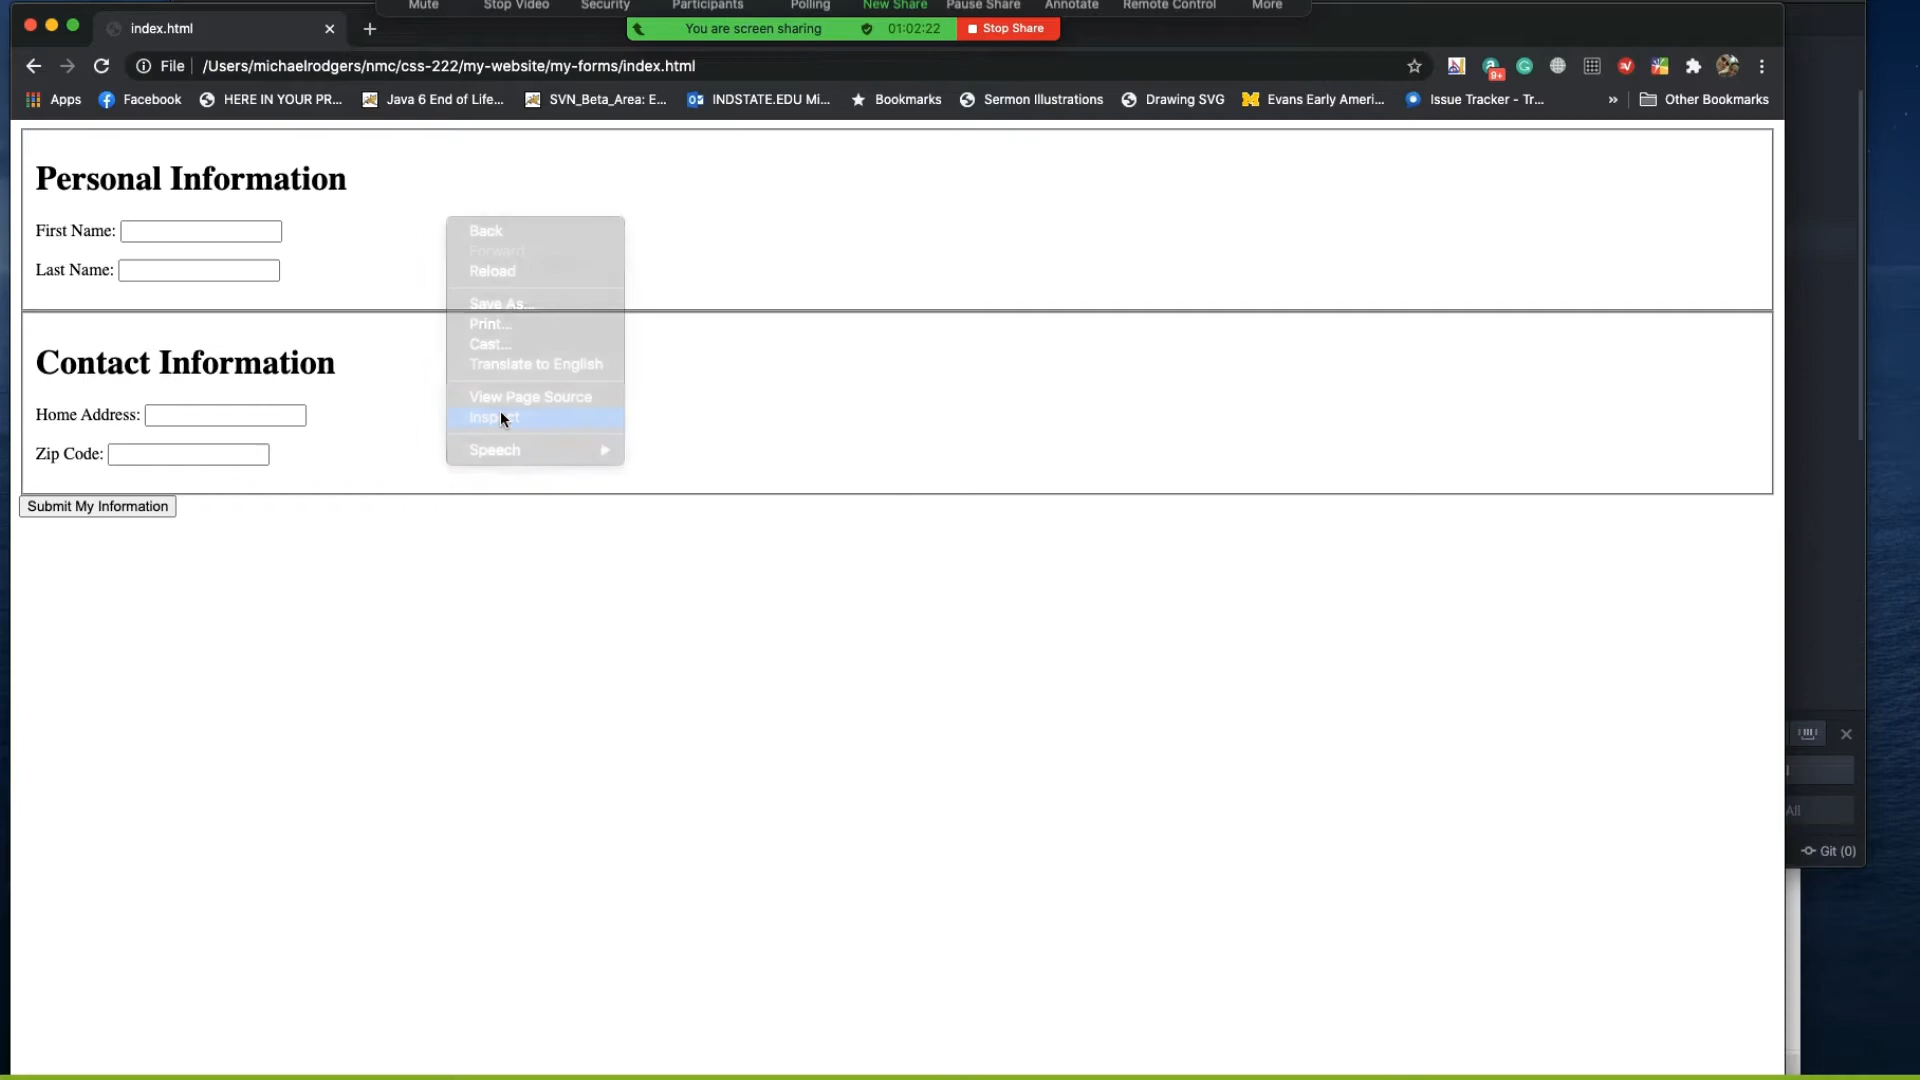 Mute Stop Video Security Participants Polling New Share Pause Share Annotate Remote Control More
index.html
You are screen sharing 01:02:22 Stop Share
File /Users/michaelrodgers/nmc/css-222/my-website/my-forms/index.html
9+
Apps Facebook HERE IN YOUR PR... Java 6 End of Life... SVN_Beta_Area: E... INDSTATE.EDU Mi... Bookmarks Sermon Illustrations Drawing SVG Evans Early Ameri... Issue Tracker - Tr... » Other Bookmarks
Personal Information
First Name:
Last Name:
Back
Forward
Reload
Save As...
Print...
Cast...
Translate to English
View Page Source
Inspect
Speech
Contact Information
Home Address:
Zip Code:
Submit My Information
All
Git (0)